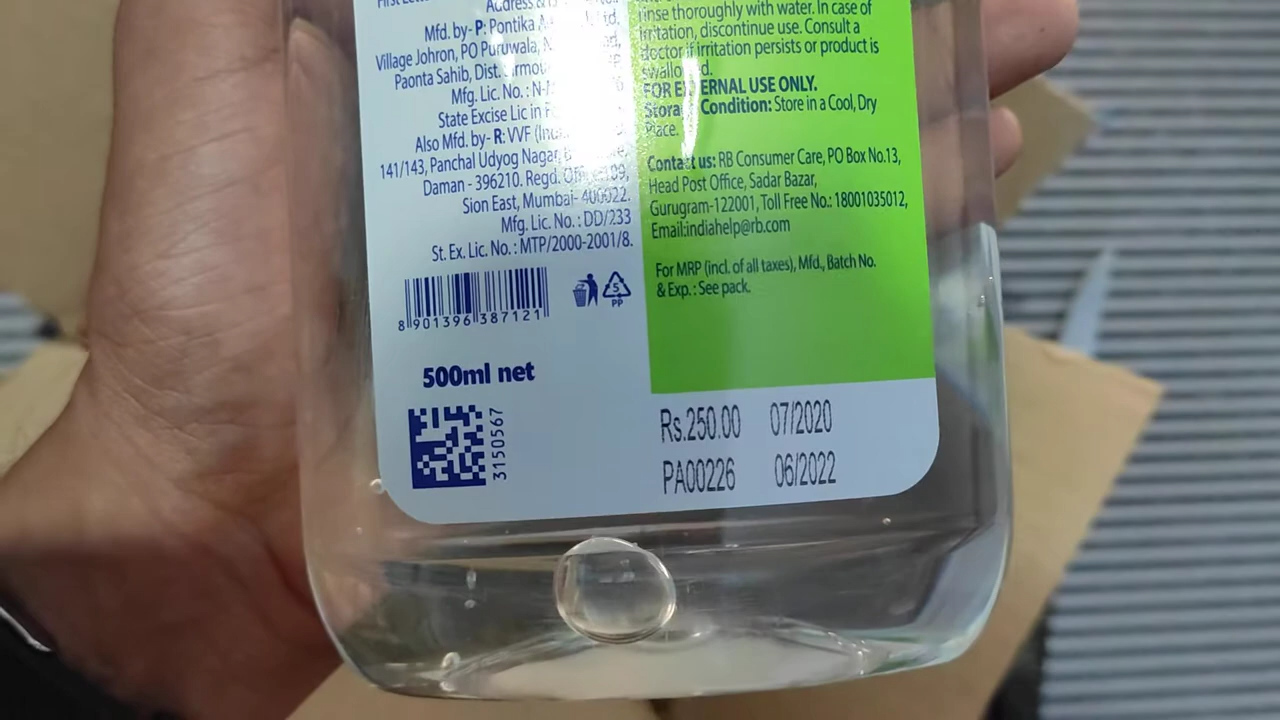 First
Address &
Mfd. by- P: Pontika
Village Johron, PO Puruwala,
Paonta Sahib, Dist.
Mfg. Lic. No. :
State Excise Lic in
Also Mfd. by- R: VVF
141/143, Panchal Udyog Nagar,
Daman - 396210. Regd.
Sion East, Mumbai- 400022.
Mfg. Lic. No. : DD/233
St. Ex. Lic. No. : MTP/2000-2001/8.
8 901396 387121
5
PP
500ml net
3150567
rinse thoroughly with water. In case of
irritation, discontinue use. Consult a
doctor if irritation persists or product is
FOR USE ONLY.
Condition: Store in a Cool, Dry
Place.
Contact us: RB Consumer Care, PO Box No.13,
Head Post Office, Sadar Bazar,
Gurugram-122001, Toll Free No.: 18001035012,
Email:indiahelp@rb.com
For MRP (incl. of all taxes), Mfd., Batch No.
& Exp. : See pack.
Rs.250.00 07/2020
PA00226 06/2022